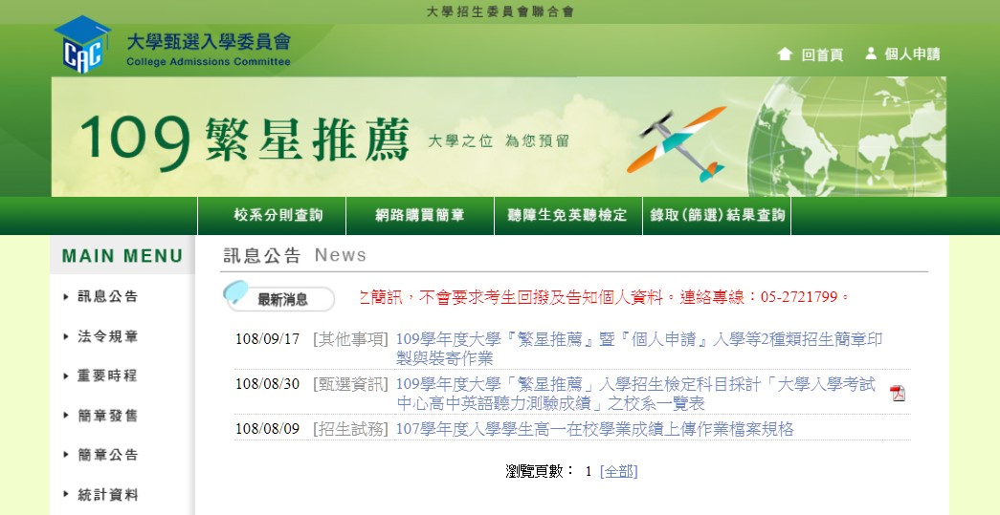 大學招生委員會聯合會
CAC
大學甄選入學委員會
College Admissions Committee
回首頁
個人申請
109繁星推薦 大學之位 為您預留
校系分則查詢 網路購買簡章 聽障生免英聽檢定 錄取(篩選)結果查詢
MAIN MENU
訊息公告
法令規章
重要時程
簡章發售
簡章公告
統計資料
訊息公告 News
最新消息
之簡訊,不會要求考生回撥及告知個人資料。連絡專線:05-2721799。
108/09/17 [其他事項] 109學年度大學『繁星推薦』暨『個人申請』入學等2種類招生簡章印
製與裝寄作業
108/08/30 [甄選資訊] 109學年度大學「繁星推薦」入學招生檢定科目採計「大學入學考試
中心高中英語聽力測驗成績」之校系一覽表
108/08/09 [招生試務] 107學年度入學學生高一在校學業成績上傳作業檔案規格
瀏覽頁數: 1 [全部]